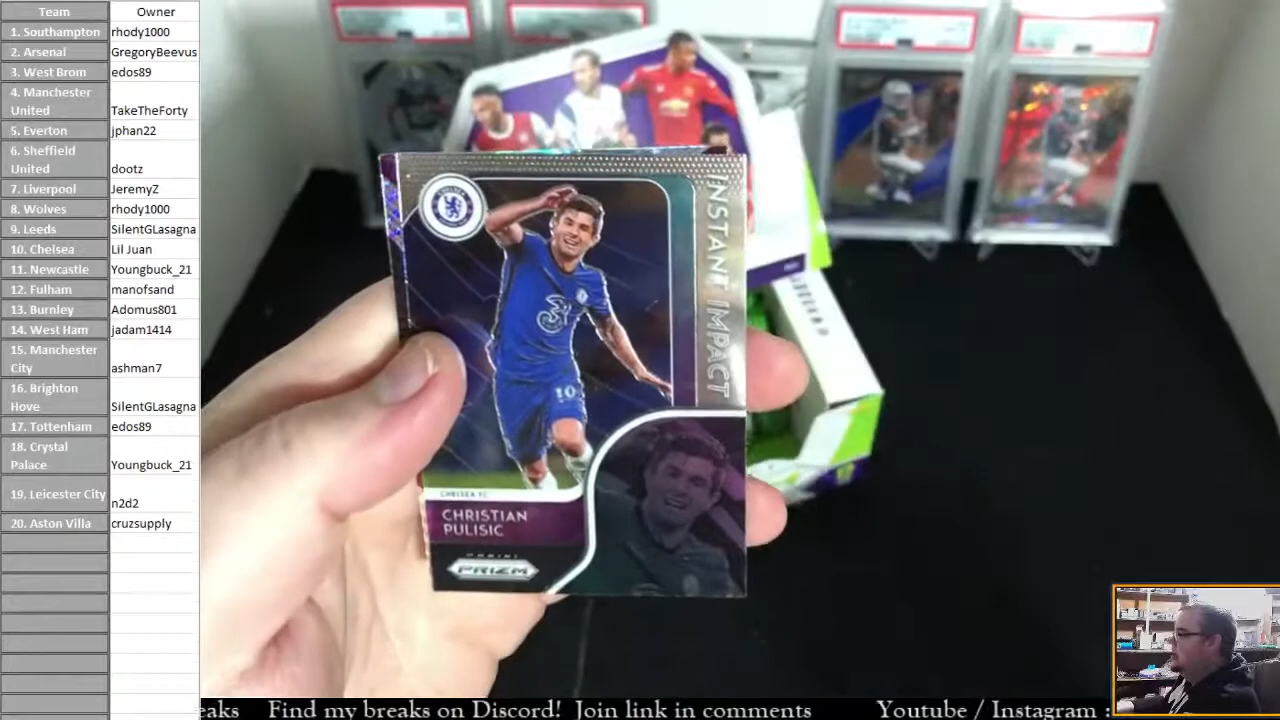 Team Owner
1. Southampton rhody1000
2. Arsenal GregoryBeevus
3. West Brom edos89
4. Manchester
United TakeTheForty
5. Everton jphan22
6. Sheffield
United dootz
7. Liverpool JeremyZ
8. Wolves rhody1000
9. Leeds SilentGLasagna
10. Chelsea Lil Juan
11. Newcastle Youngbuck_21
12. Fulham manofsand
13. Burnley Adomus801
14. West Ham jadam1414
15. Manchester
City ashman7
16. Brighton
Hove SilentGLasagna
17. Tottenham edos89
18. Crystal
Palace Youngbuck_21
19. Leicester City n2d2
20. Aston Villa cruzsupply
INSTANT IMPACT
10
CHELSEA FC
CHRISTIAN
PULISIC
PANINI
PRIZM
eaks Find my breaks on Discord! Join link in comments Youtube / Instagram :